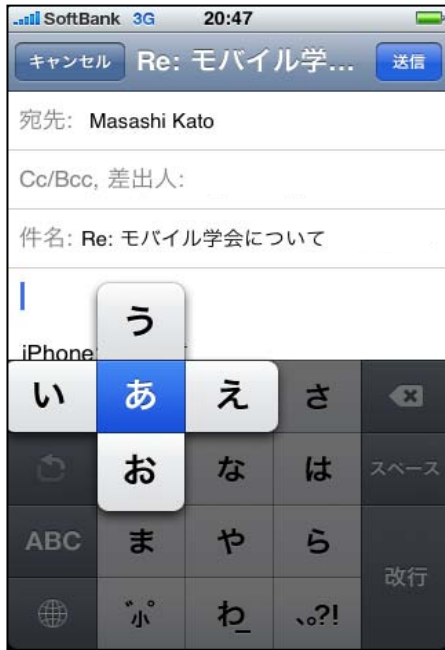 SoftBank 3G 20:47
キャンセル Re: モバイル学... 送信
宛先: Masashi Kato
Cc/Bcc, 差出人:
件名: Re: モバイル学会について
う
iPhone
い あ え さ
お な は スペース
ABC ま や ら
改行
゛゜小 わ_ 、。?!